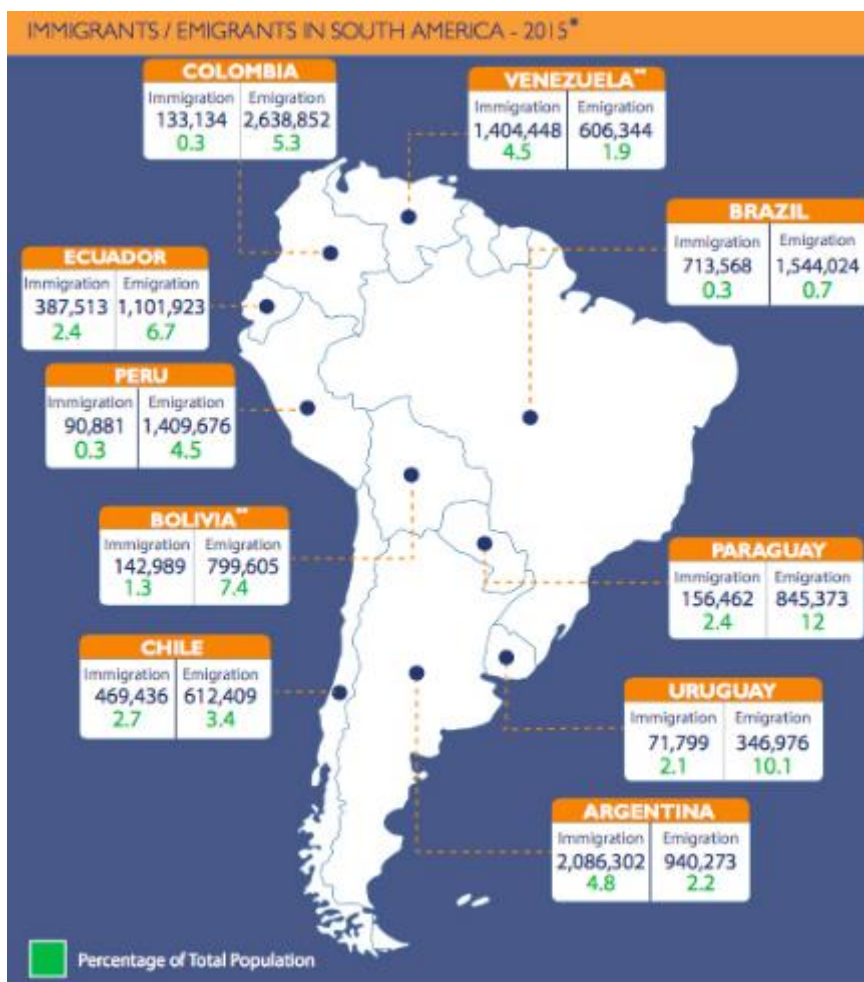 IMMIGRANTS / EMIGRANTS IN SOUTH AMERICA - 2015*
COLOMBIA
Immigration Emigration
133,134 2,638,852
0.3 5.3
VENEZUELA**
Immigration Emigration
1,404,448 606,344
4.5 1.9
BRAZIL
Immigration Emigration
713,568 1,544,024
0.3 0.7
ECUADOR
Immigration Emigration
387,513 1,101,923
2.4 6.7
PERU
Immigration Emigration
90,881 1,409,676
0.3 4.5
BOLIVIA**
Immigration Emigration
142,989 799,605
1.3 7.4
PARAGUAY
Immigration Emigration
156,462 845,373
2.4 12
CHILE
Immigration Emigration
469,436 612,409
2.7 3.4
URUGUAY
Immigration Emigration
71,799 346,976
2.1 10.1
ARGENTINA
Immigration Emigration
2,086,302 940,273
4.8 2.2
Percentage of Total Population